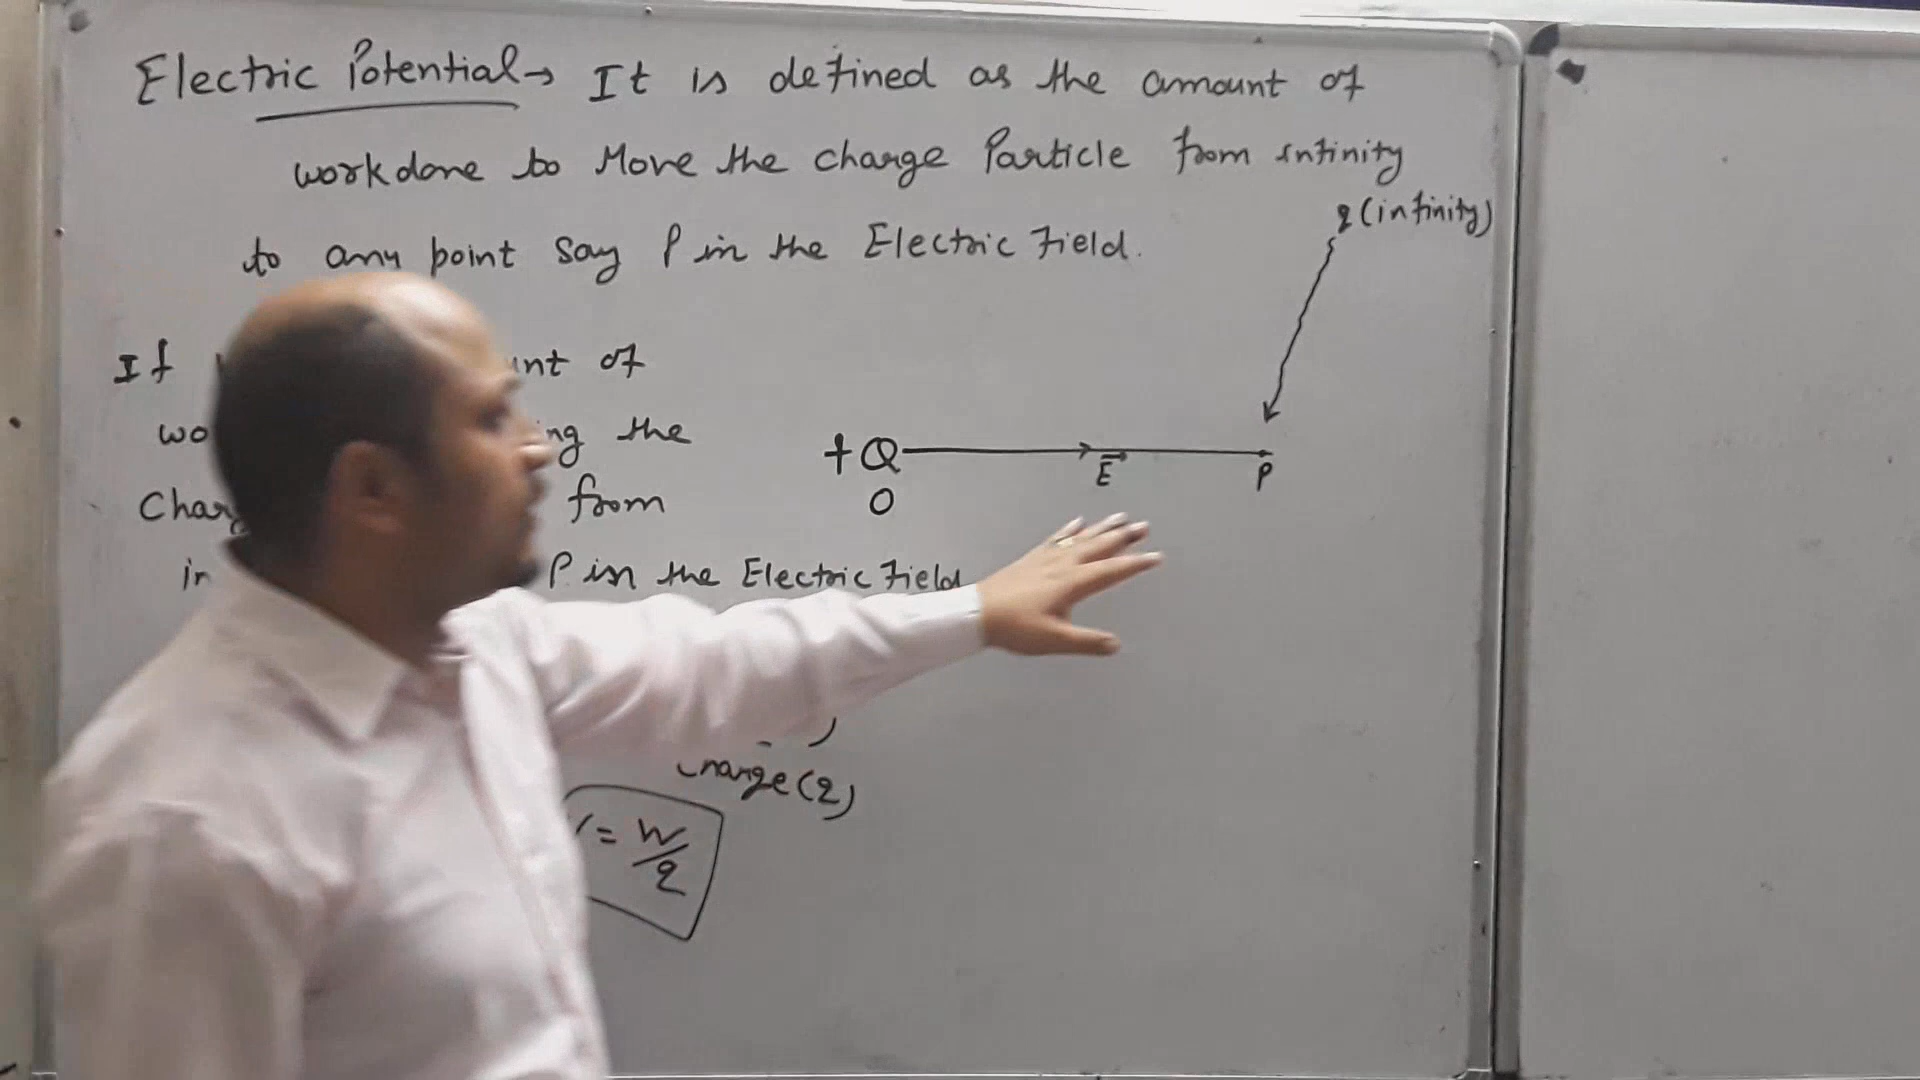 Electric Potential → It is defined as the amount of
workdone to Move the charge Particle from infinity
to any point say P in the Electric Field.
q (infinity)
If unt of
wo ng the
+Q E P
O
Charg from
in P in the Electric Field
charge (q)
V = W/q